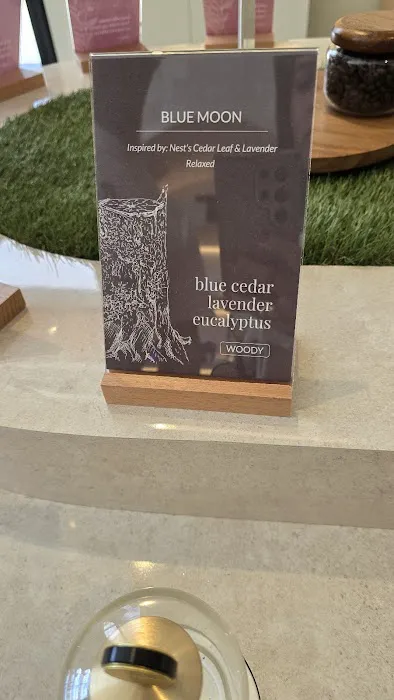 BLUE MOON
Inspired by: Nest's Cedar Leaf & Lavender
Relaxed
blue cedar
lavender
eucalyptus
WOODY